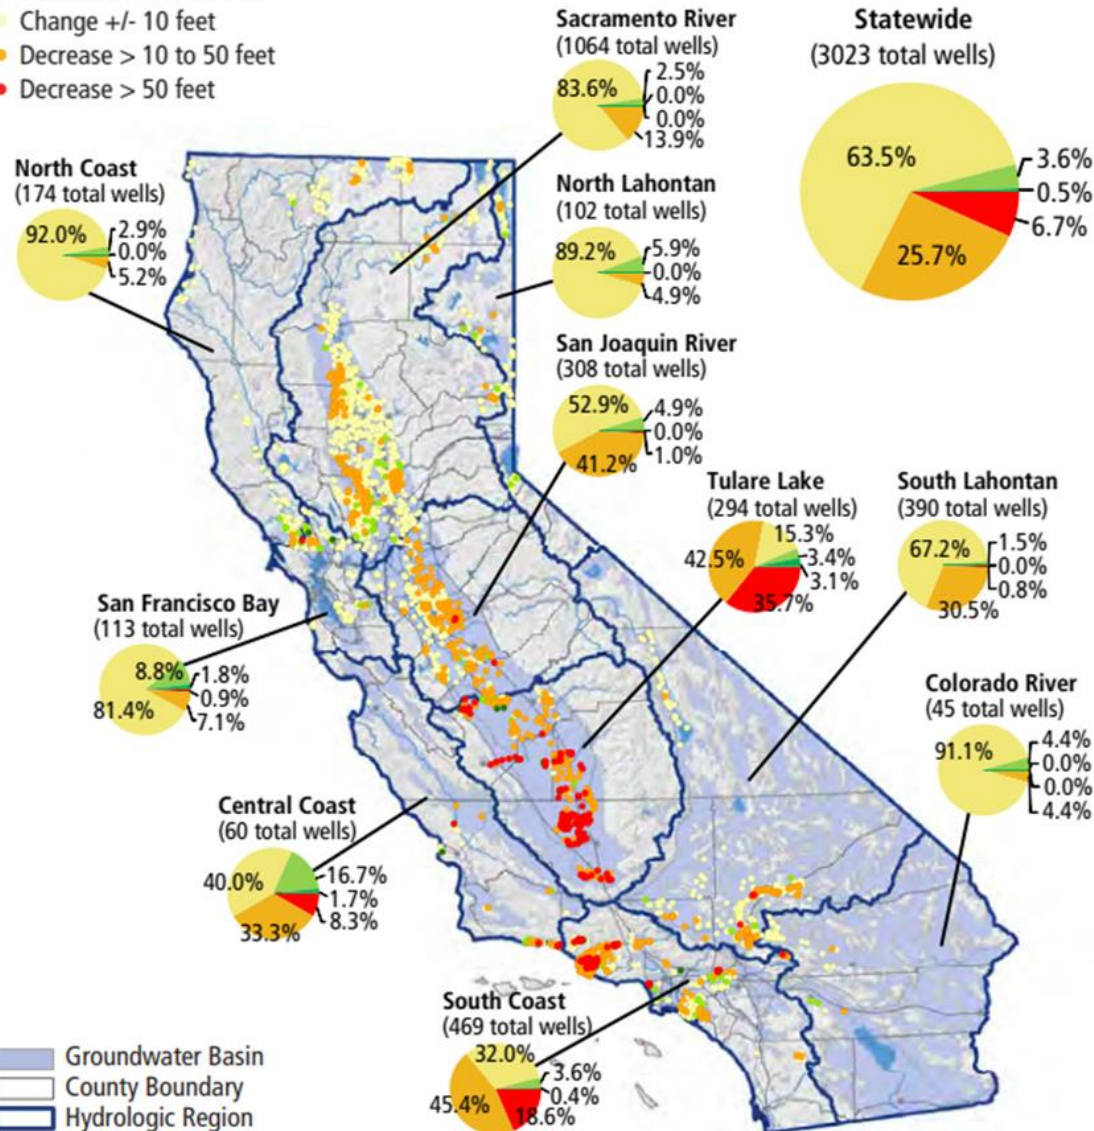 Change +/- 10 feet
Decrease > 10 to 50 feet
Decrease > 50 feet
Sacramento River
(1064 total wells)
83.6%
2.5%
0.0%
0.0%
13.9%
Statewide
(3023 total wells)
63.5%
3.6%
0.5%
6.7%
25.7%
North Coast
(174 total wells)
92.0%
2.9%
0.0%
5.2%
North Lahontan
(102 total wells)
89.2%
5.9%
0.0%
4.9%
San Joaquin River
(308 total wells)
52.9%
4.9%
0.0%
1.0%
41.2%
Tulare Lake
(294 total wells)
42.5%
15.3%
3.4%
3.1%
35.7%
South Lahontan
(390 total wells)
67.2%
1.5%
0.0%
0.8%
30.5%
San Francisco Bay
(113 total wells)
8.8%
1.8%
0.9%
7.1%
81.4%
Colorado River
(45 total wells)
91.1%
4.4%
0.0%
0.0%
4.4%
Central Coast
(60 total wells)
40.0%
16.7%
1.7%
8.3%
33.3%
South Coast
(469 total wells)
32.0%
3.6%
0.4%
18.6%
45.4%
Groundwater Basin
County Boundary
Hydrologic Region